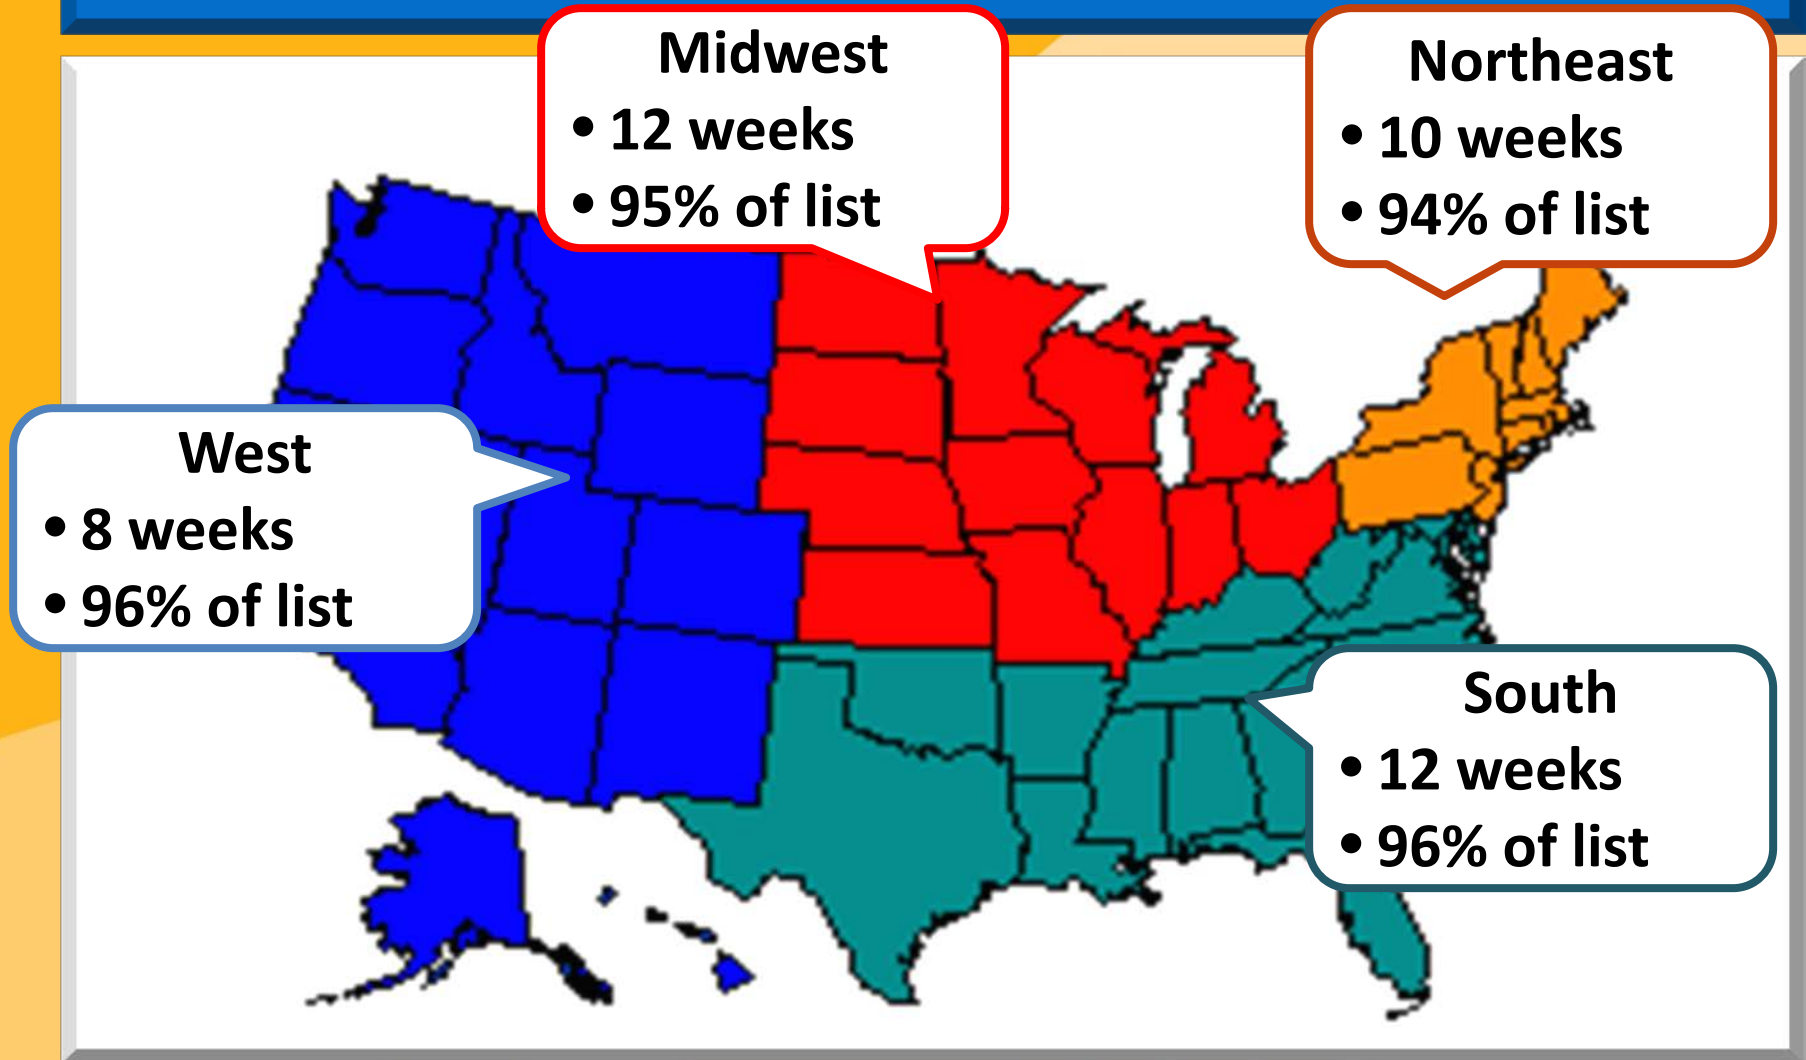 Midwest
• 12 weeks
• 95% of list
Northeast
• 10 weeks
• 94% of list
West
• 8 weeks
• 96% of list
South
• 12 weeks
• 96% of list